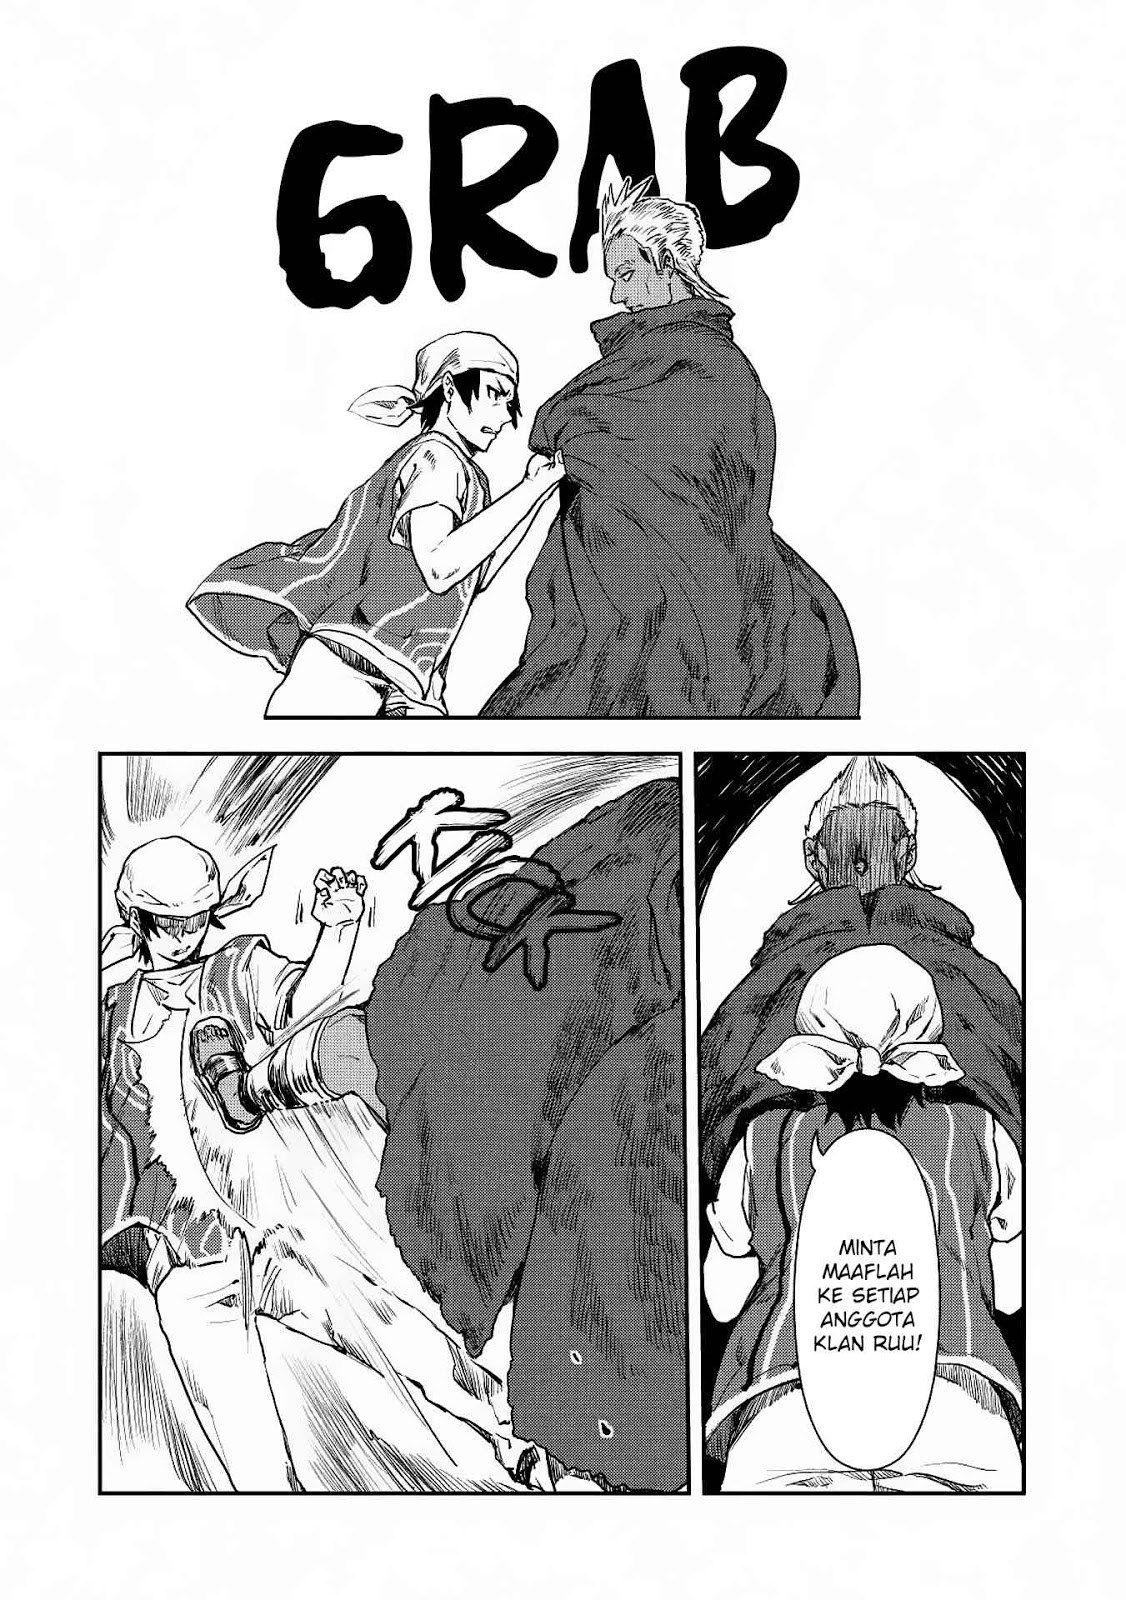 GRAB
MINTA
MAAFLAH
KE SETIAP
ANGGOTA
KLAN RUU!
KICK